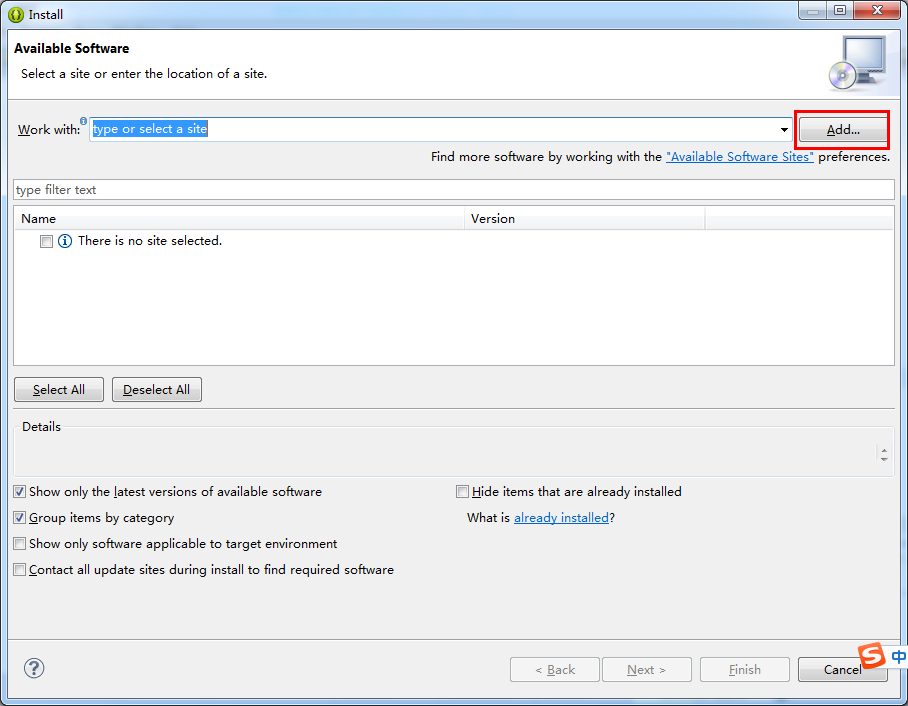 Install
Available Software
Select a site or enter the location of a site.
Work with: type or select a site Add...
Find more software by working with the "Available Software Sites" preferences.
type filter text
Name Version
There is no site selected.
Select All Deselect All
Details
Show only the latest versions of available software Hide items that are already installed
Group items by category What is already installed?
Show only software applicable to target environment
Contact all update sites during install to find required software
? < Back Next > Finish Cancel S 中